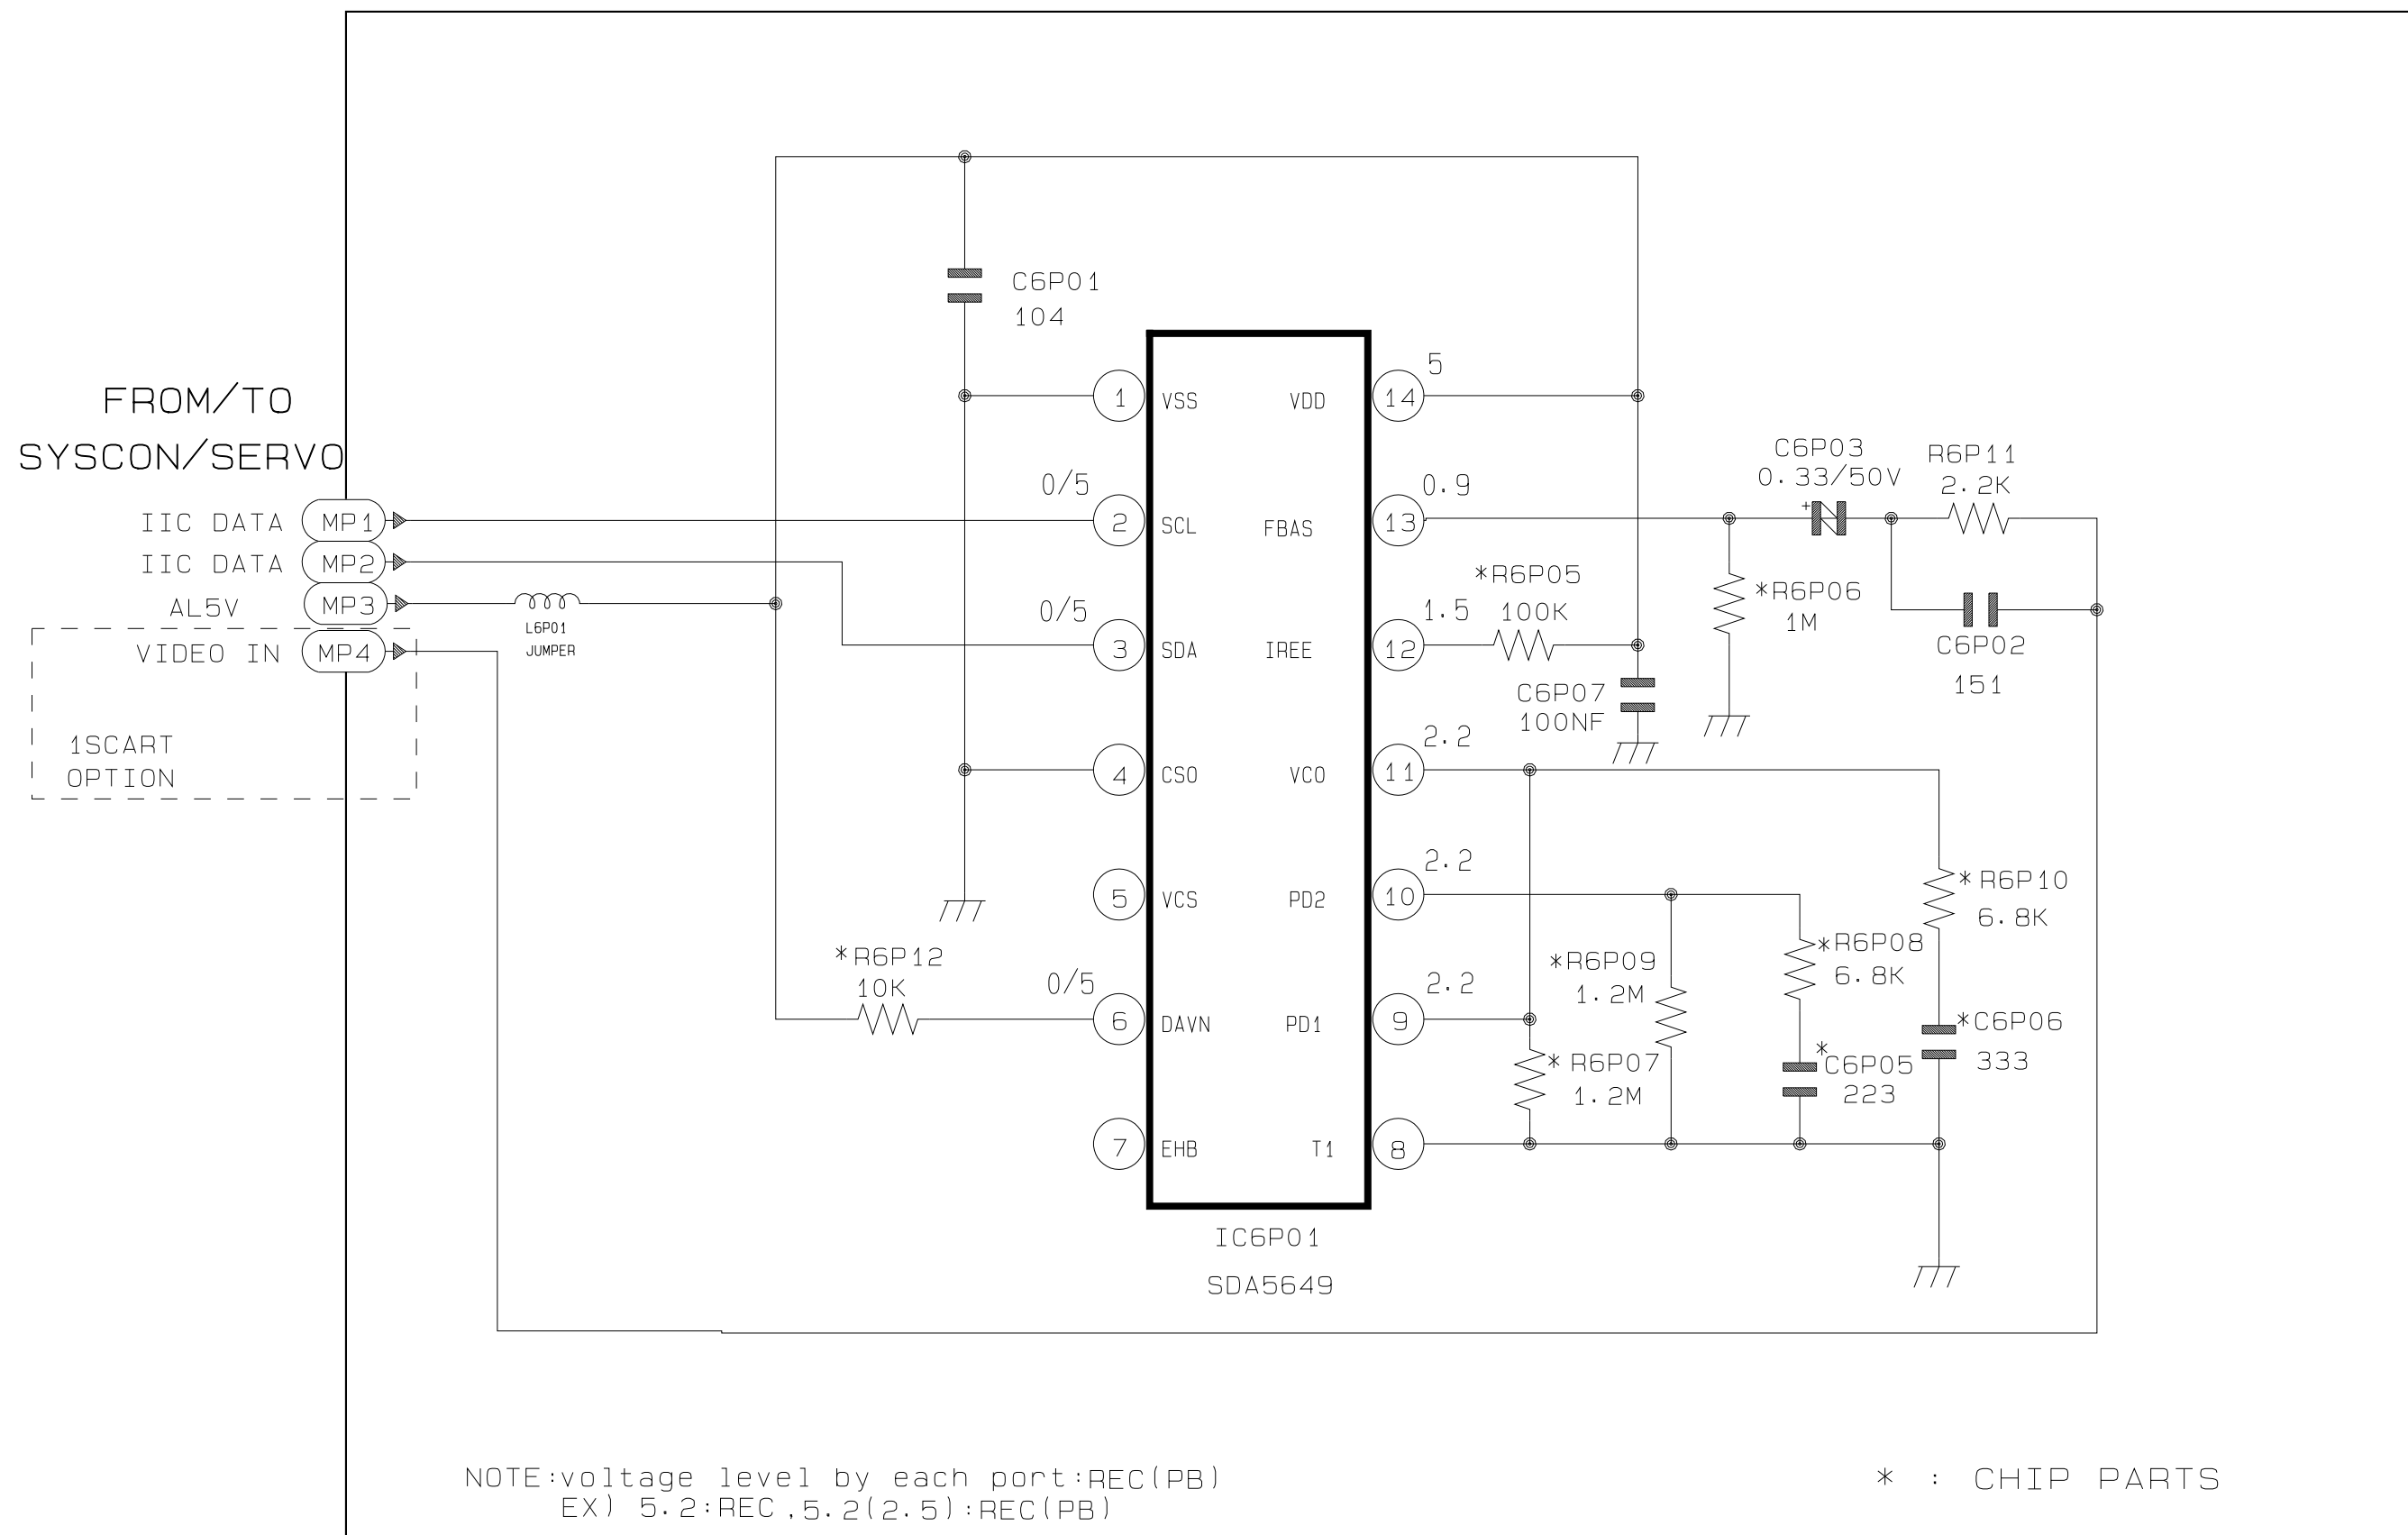 FROM/TO
SYSCON/SERVO
IIC DATA
MP1
IIC DATA
MP2
AL5V
MP3
VIDEO IN
MP4
1SCART
OPTION
L6P01
JUMPER
C6P01
104
1
VSS
0/5
2
SCL
0/5
3
SDA
4
CSO
5
VCS
*R6P12
10K
0/5
6
DAVN
7
EHB
VDD
14
5
FBAS
13
0.9
IREE
12
1.5
VCO
11
2.2
PD2
10
2.2
PD1
9
2.2
T1
8
IC6P01
SDA5649
*R6P05
100K
C6P07
100NF
C6P03
0.33/50V
+
R6P11
2.2K
*R6P06
1M
C6P02
151
*R6P10
6.8K
*R6P08
6.8K
*R6P09
1.2M
*R6P07
1.2M
*C6P06
333
*C6P05
223
NOTE:voltage level by each port:REC(PB)
EX) 5.2:REC ,5.2(2.5):REC(PB)
* : CHIP PARTS